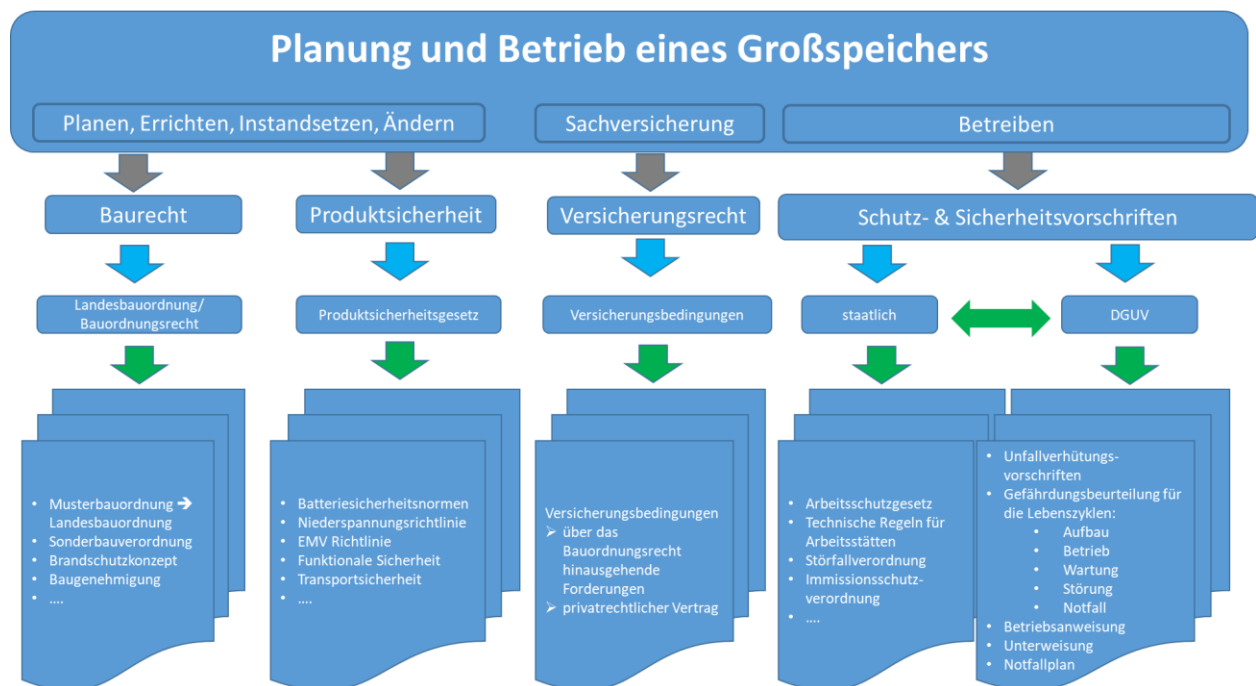 Planung und Betrieb eines Großspeichers
Planen, Errichten, Instandsetzen, Ändern
Sachversicherung
Betreiben
Baurecht
Produktsicherheit
Versicherungsrecht
Schutz- & Sicherheitsvorschriften
Landesbauordnung/
Bauordnungsrecht
Produktsicherheitsgesetz
Versicherungsbedingungen
staatlich
DGUV
• Musterbauordnung ➔
Landesbauordnung
• Sonderbauverordnung
• Brandschutzkonzept
• Baugenehmigung
• ....
• Batteriesicherheitsnormen
• Niederspannungsrichtlinie
• EMV Richtlinie
• Funktionale Sicherheit
• Transportsicherheit
• ....
Versicherungsbedingungen
➢ über das
Bauordnungsrecht
hinausgehende
Forderungen
➢ privatrechtlicher Vertrag
• Arbeitsschutzgesetz
• Technische Regeln für
Arbeitsstätten
• Störfallverordnung
• Immissionsschutz-
verordnung
• ....
• Unfallverhütungs-
vorschriften
• Gefährdungsbeurteilung für
die Lebenszyklen:
• Aufbau
• Betrieb
• Wartung
• Störung
• Notfall
• Betriebsanweisung
• Unterweisung
• Notfallplan